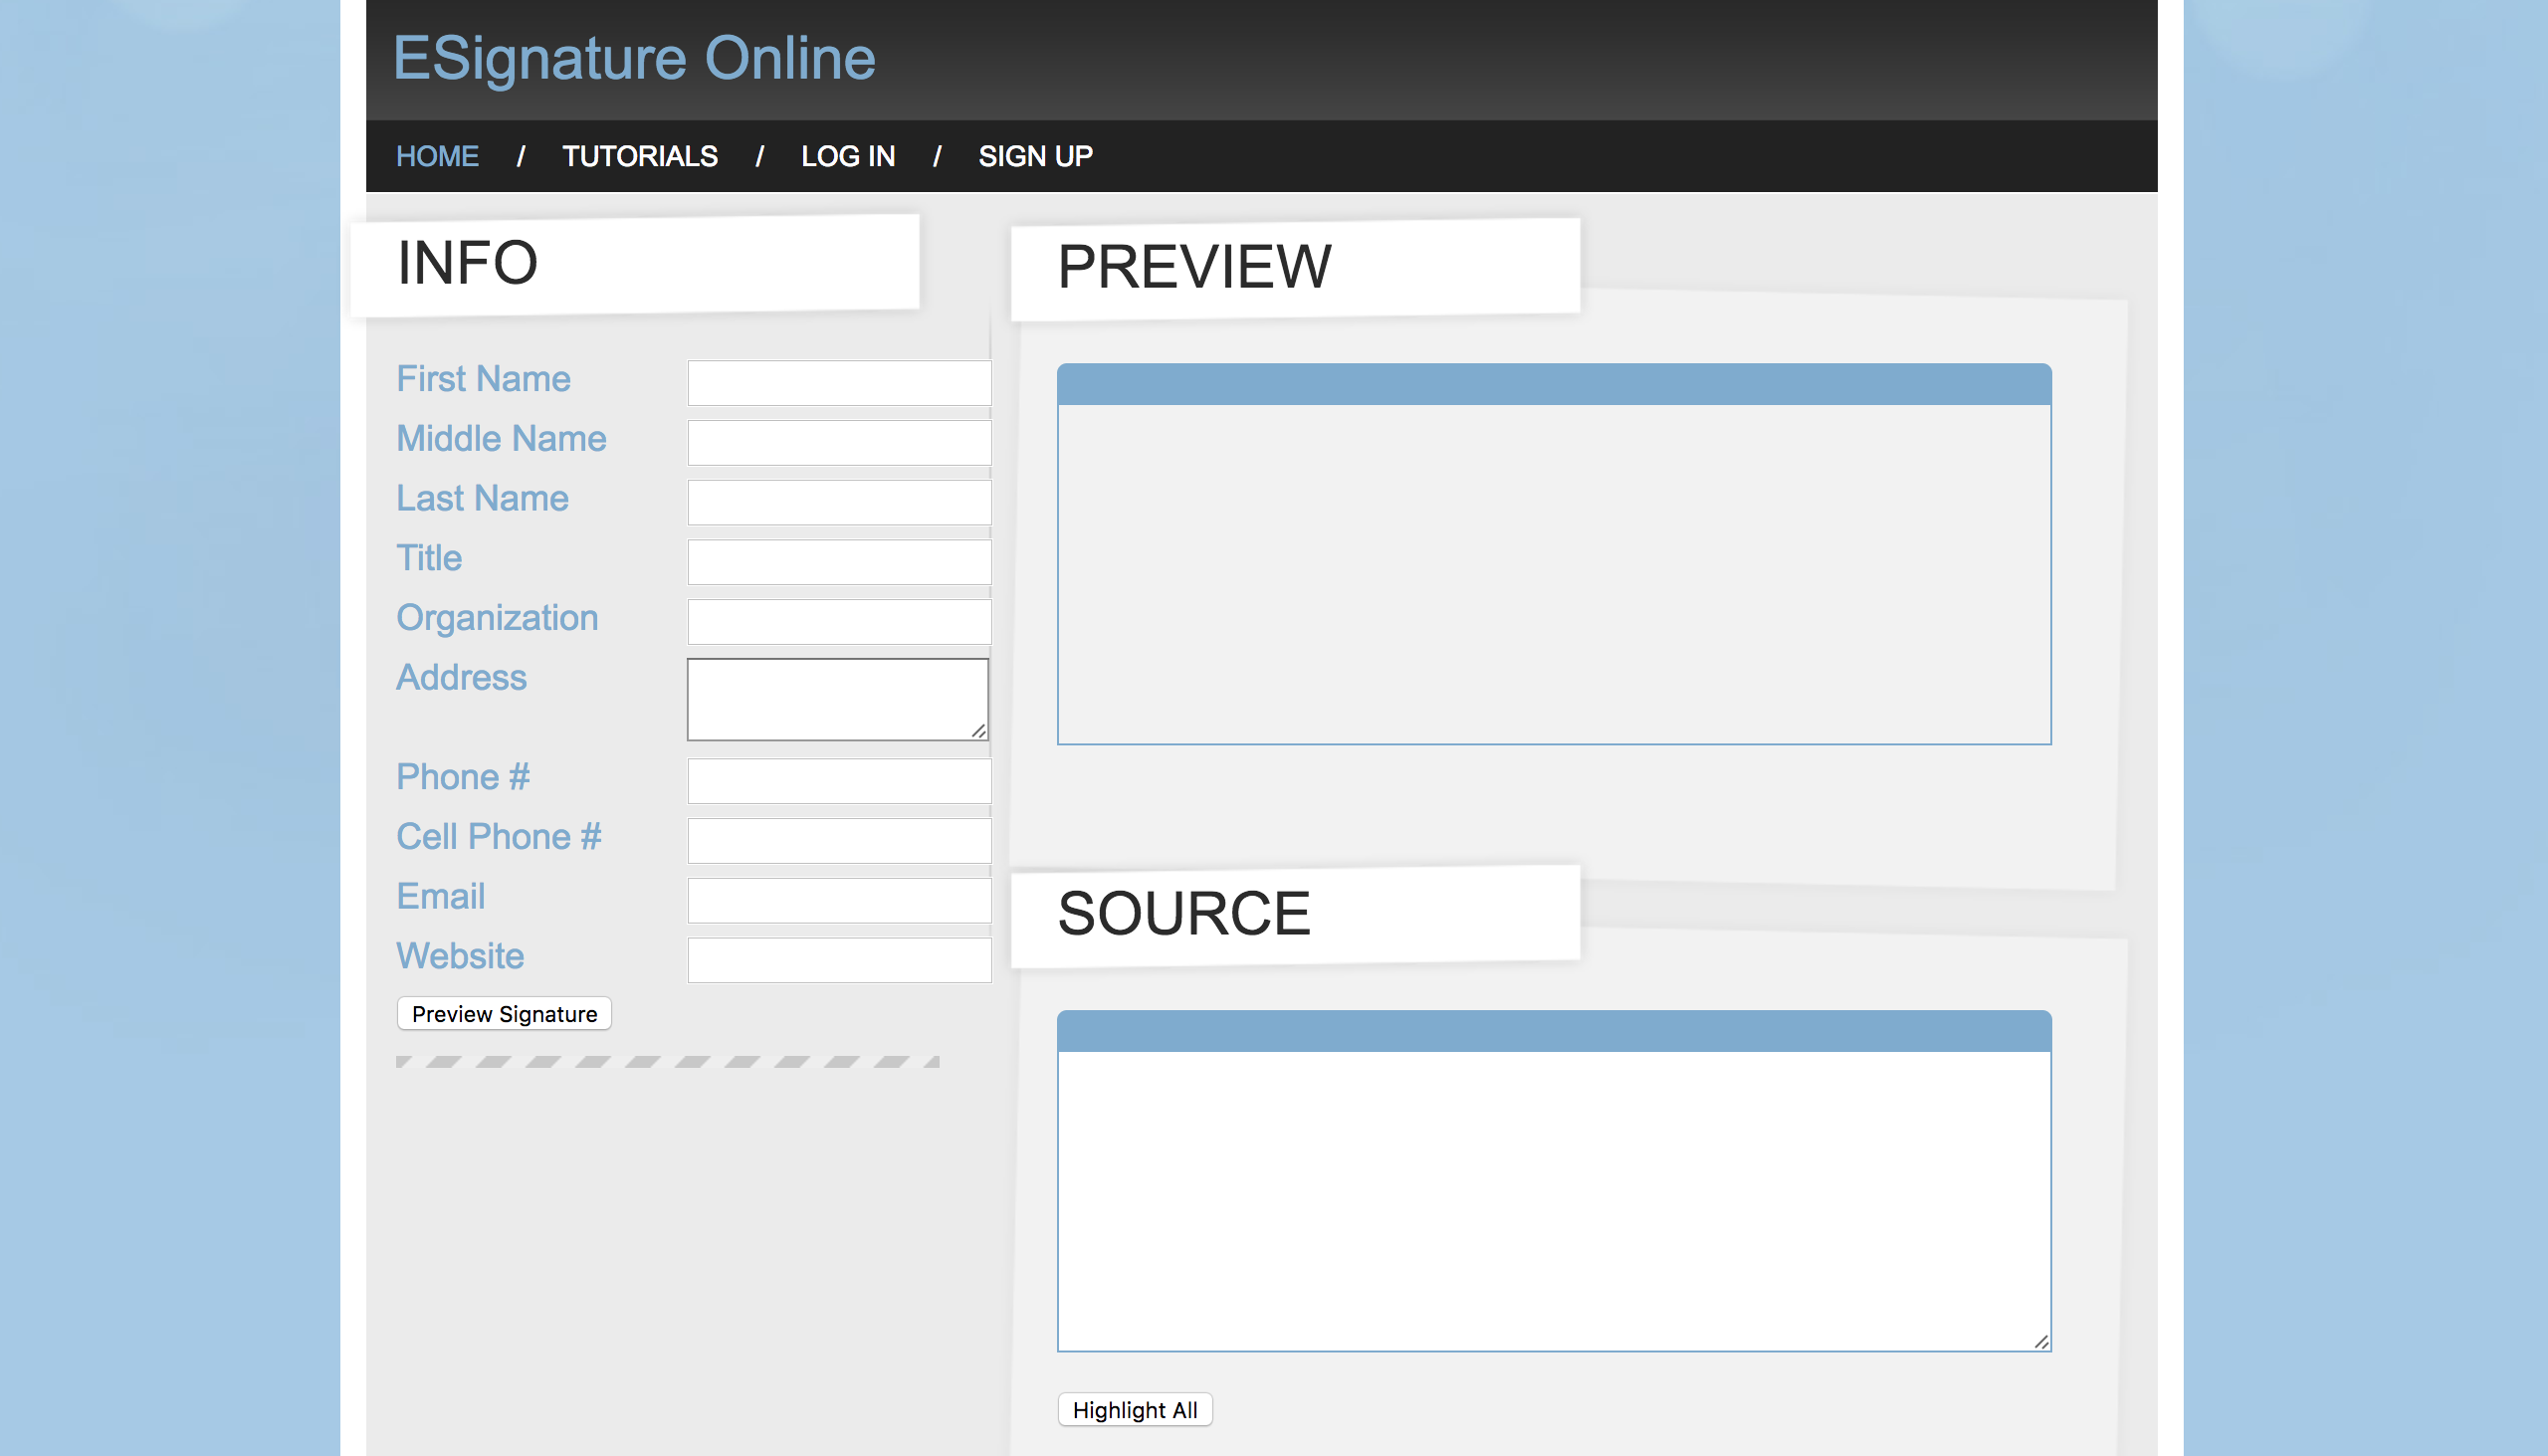 ESignature Online
HOME / TUTORIALS / LOG IN / SIGN UP
INFO
First Name
Middle Name
Last Name
Title
Organization
Address
Phone #
Cell Phone #
Email
Website
Preview Signature
PREVIEW
SOURCE
Highlight All